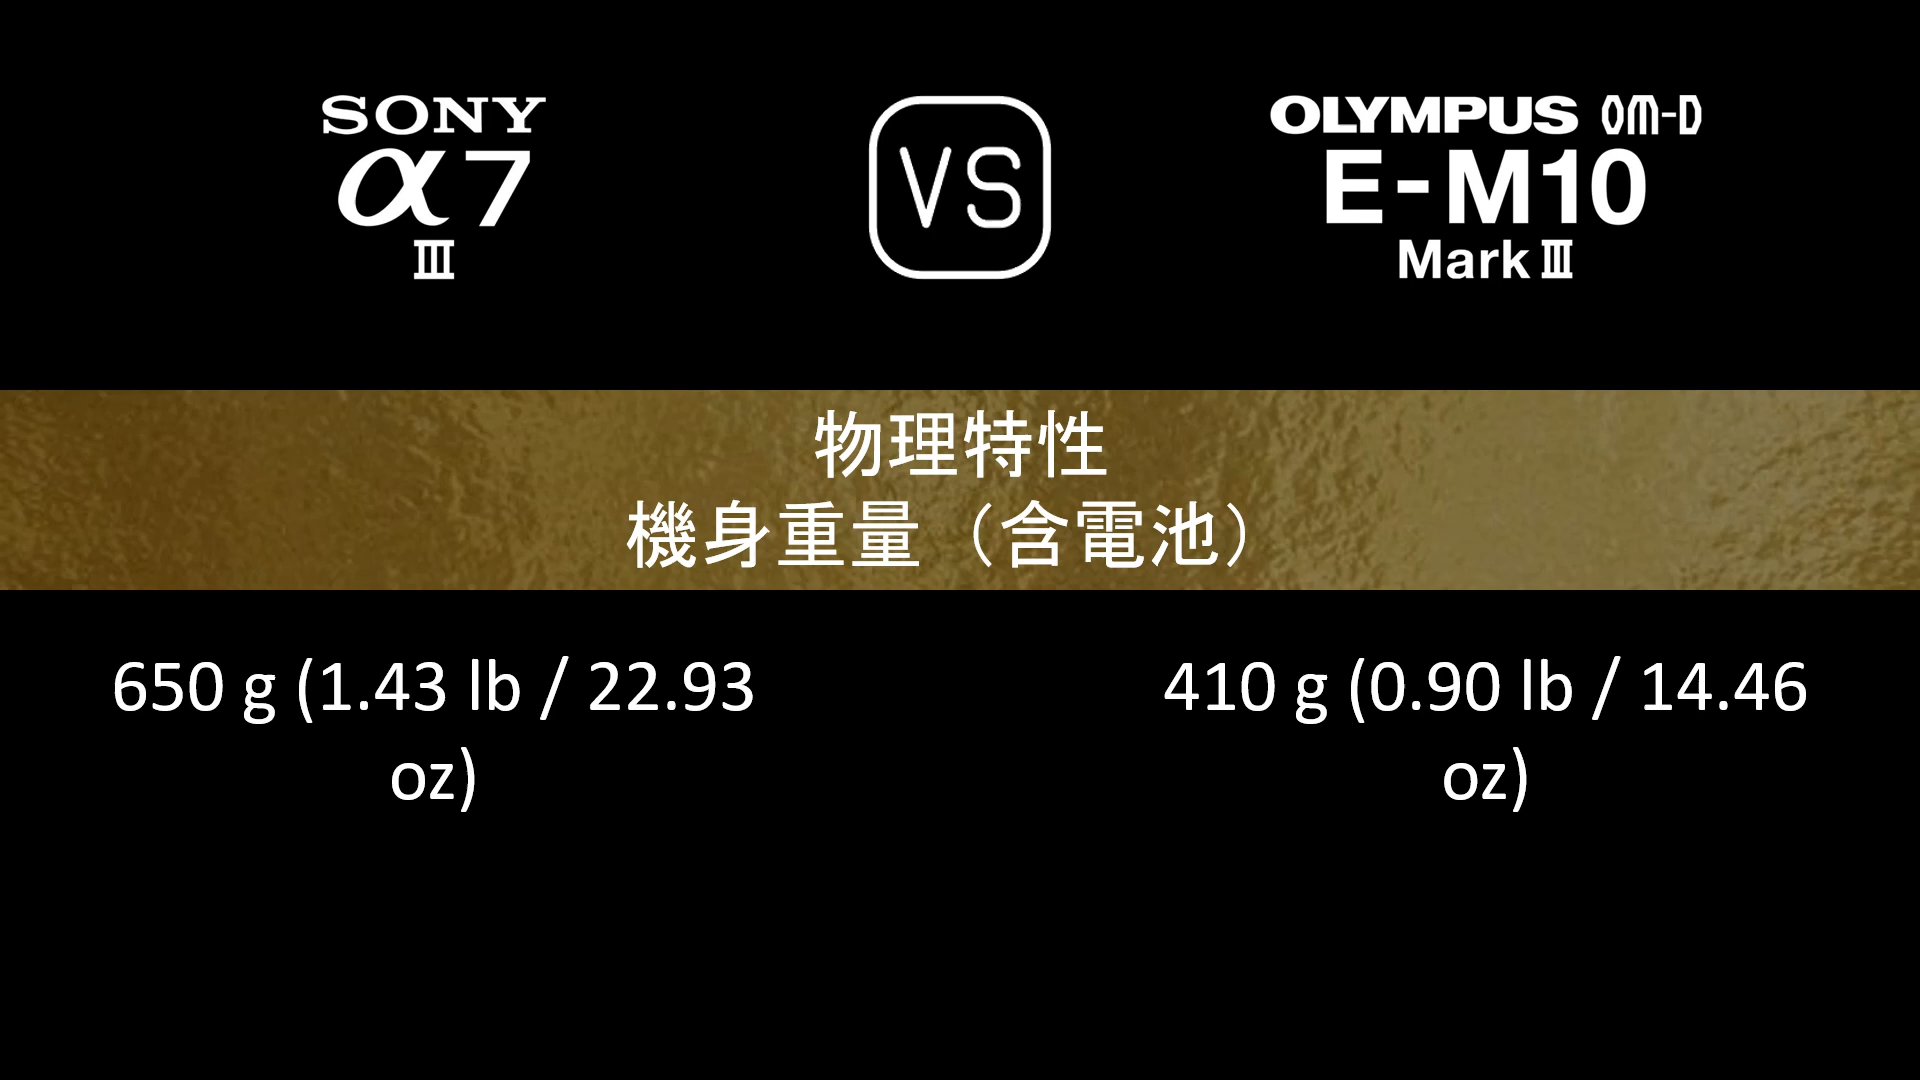 SONY
α7
III
VS
OLYMPUS OM-D
E-M10
Mark III
物理特性
機身重量（含電池）
650 g (1.43 lb / 22.93
oz)
410 g (0.90 lb / 14.46
oz)